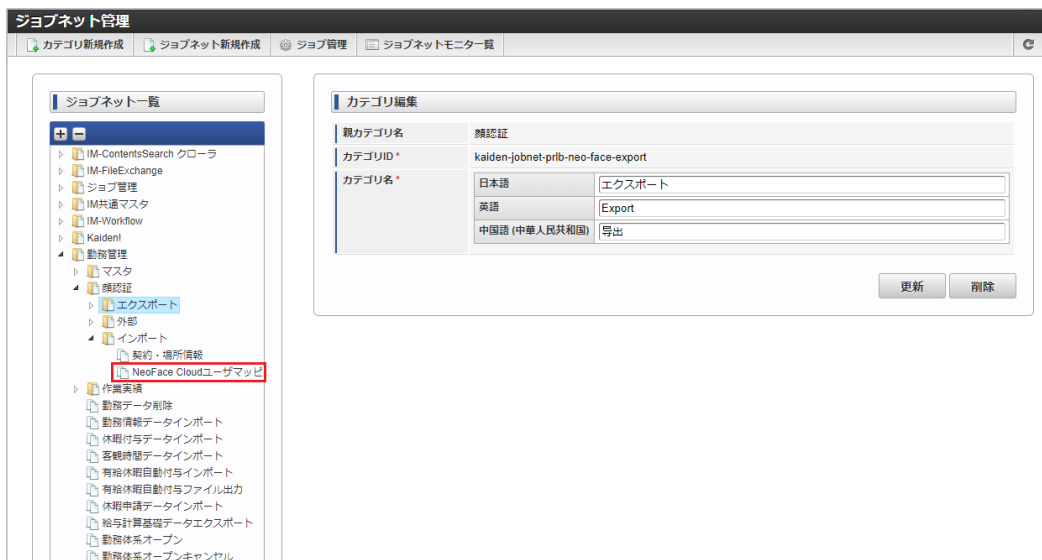 ジョブネット管理
カテゴリ新規作成 ジョブネット新規作成 ジョブ管理 ジョブネットモニタ一覧
ジョブネット一覧
IM-ContentsSearch クローラ
IM-FileExchange
ジョブ管理
IM共通マスタ
IM-Workflow
Kaiden!
勤務管理
マスタ
顔認証
エクスポート
外部
インポート
契約・場所情報
NeoFace Cloudユーザマッピ
作業実績
勤務データ削除
勤務情報データインポート
休暇付与データインポート
客観時間データインポート
有給休暇自動付与インポート
有給休暇自動付与ファイル出力
休暇申請データインポート
給与計算基礎データエクスポート
勤務体系オープン
勤務体系オープンキャンセル
カテゴリ編集
親カテゴリ名 顔認証
カテゴリID * kaiden-jobnet-prlb-neo-face-export
カテゴリ名 * 日本語 エクスポート
英語 Export
中国語 (中華人民共和国) 导出
更新 削除